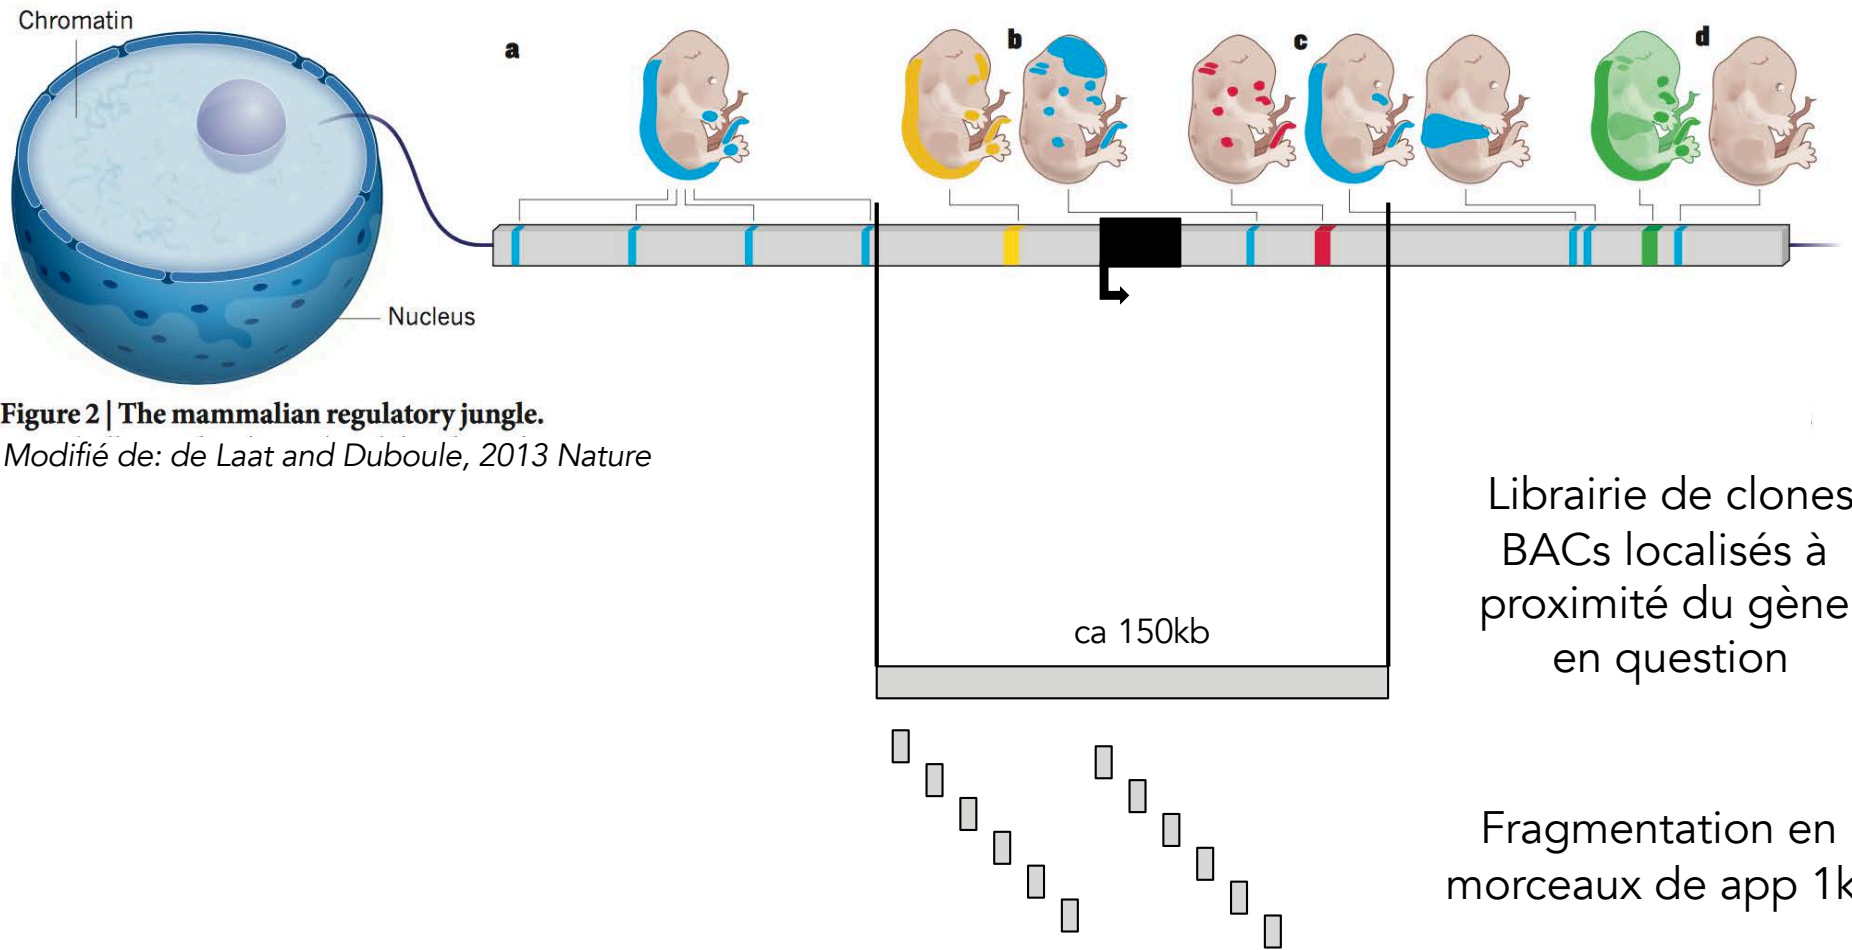 Chromatin
a
b
c
d
Nucleus
Figure 2 | The mammalian regulatory jungle.
Modifié de: de Laat and Duboule, 2013 Nature
Librairie de clones
BACs localisés à
proximité du gène
en question
ca 150kb
Fragmentation en
morceaux de app 1k